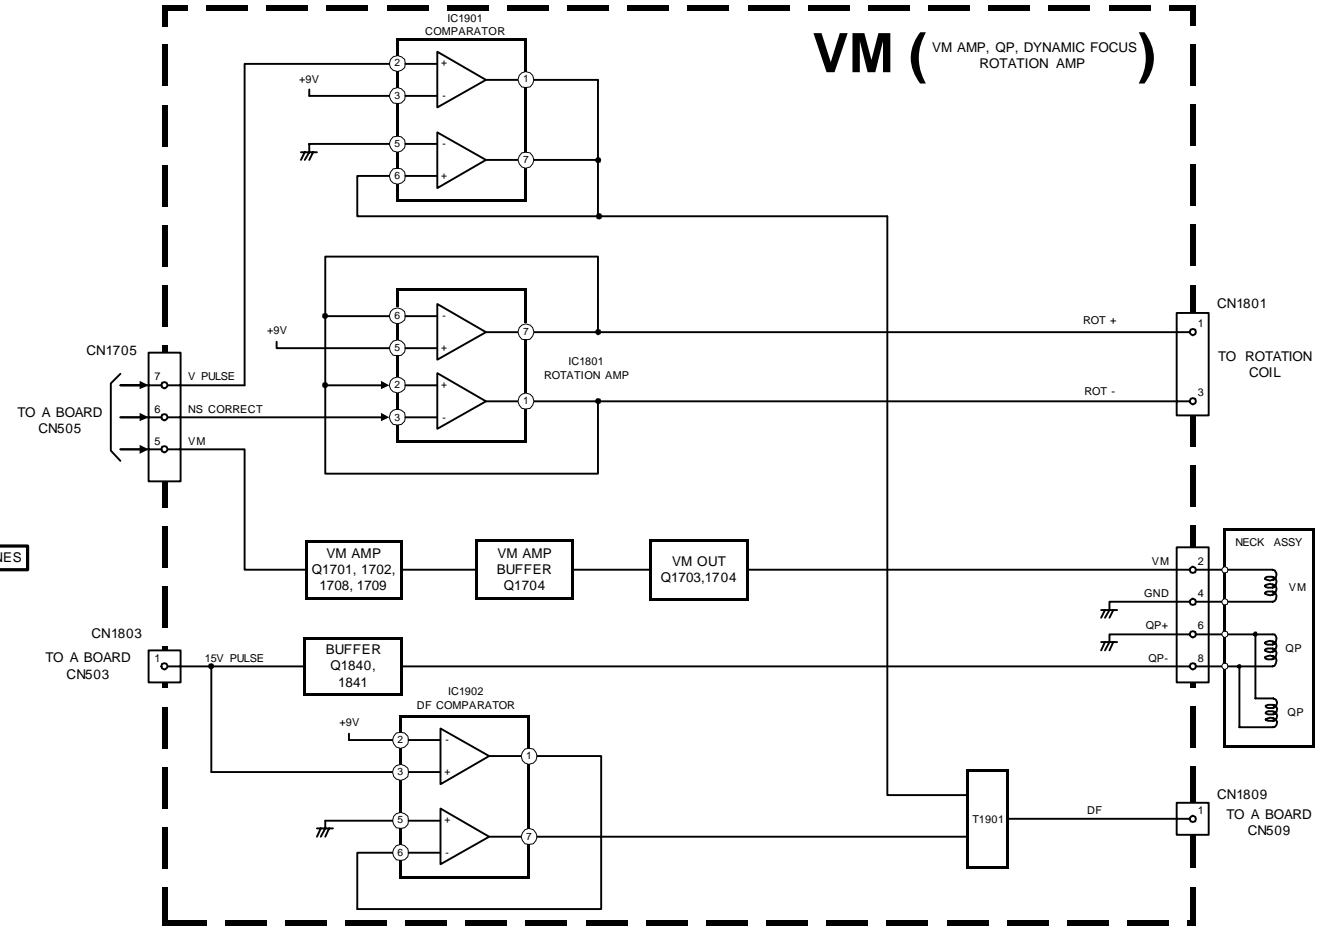 IC1901
COMPARATOR
VM ( VM AMP, QP, DYNAMIC FOCUS
ROTATION AMP )
2
+
1
+9V
3
-
5
-
7
6
+
CN1705
TO A BOARD
CN505
7
V PULSE
6
NS CORRECT
5
VM
6
-
7
+9V
5
+
2
+
1
3
-
IC1801
ROTATION AMP
ROT +
ROT -
CN1801
1
3
TO ROTATION
COIL
NES
VM AMP
Q1701, 1702,
1708, 1709
VM AMP
BUFFER
Q1704
VM OUT
Q1703,1704
VM
2
GND
4
QP+
6
QP-
8
NECK ASSY
VM
QP
QP
CN1803
TO A BOARD
CN503
1
15V PULSE
BUFFER
Q1840,
1841
IC1902
DF COMPARATOR
+9V
2
-
1
3
+
5
+
7
6
-
T1901
DF
CN1809
1
TO A BOARD
CN509